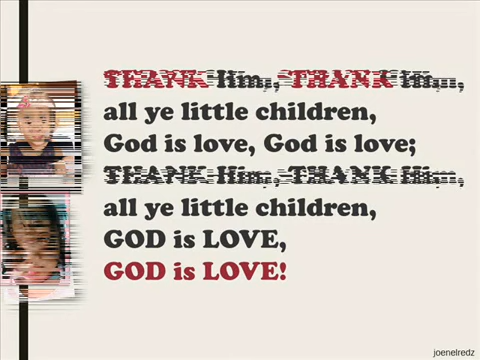 THANK Him, THANK Him,
all ye little children,
God is love, God is love;
THANK Him, THANK Him,
all ye little children,
GOD is LOVE,
GOD is LOVE!
joenelredz